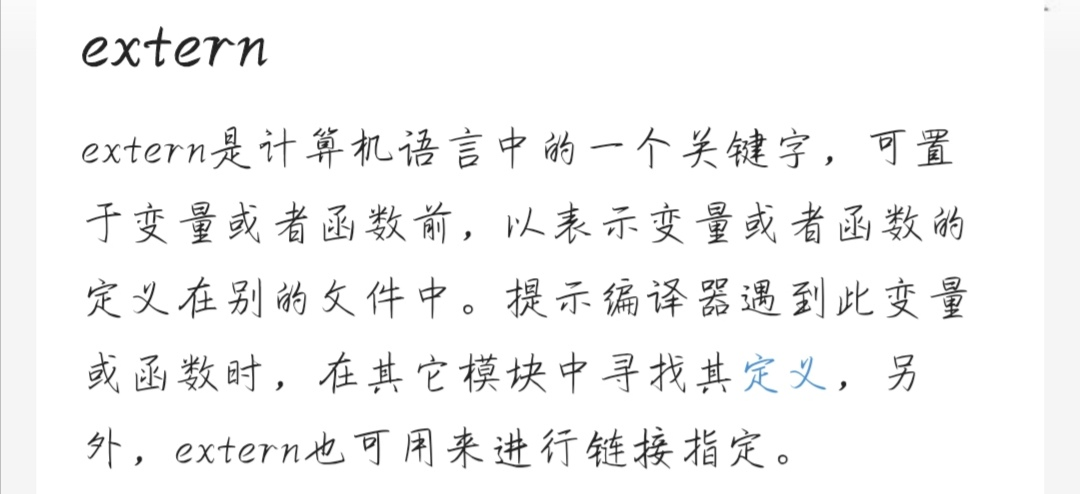 extern
extern是计算机语言中的一个关键字，可置
于变量或者函数前，以表示变量或者函数的
定义在别的文件中。提示编译器遇到此变量
或函数时，在其它模块中寻找其定义，另
外，extern也可用来进行链接指定。